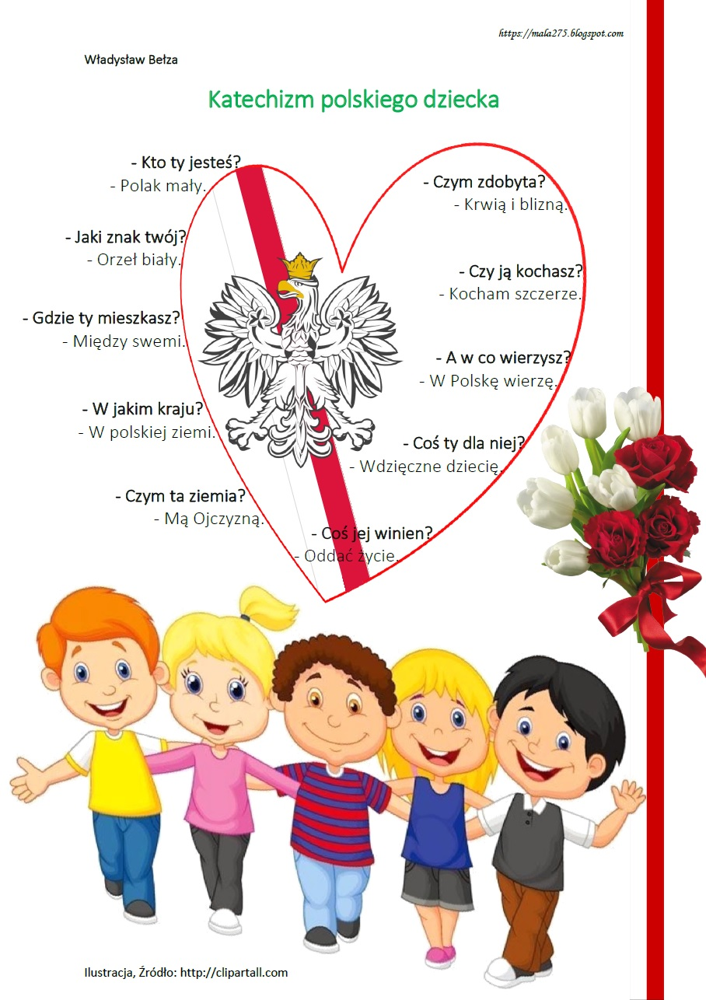 https://mala275.blogspot.com
Władysław Bełza
Katechizm polskiego dziecka
- Kto ty jesteś?
- Polak mały.
- Jaki znak twój?
- Orzeł biały.
- Gdzie ty mieszkasz?
- Między swemi.
- W jakim kraju?
- W polskiej ziemi.
- Czym ta ziemia?
- Mą Ojczyzną.
- Czym zdobyta?
- Krwią i blizną.
- Czy ją kochasz?
- Kocham szczerze.
- A w co wierzysz?
- W Polskę wierzę.
- Coś ty dla niej?
- Wdzięczne dziecię.
- Coś jej winien?
- Oddać życie.
Ilustracja, Źródło: http://clipartall.com